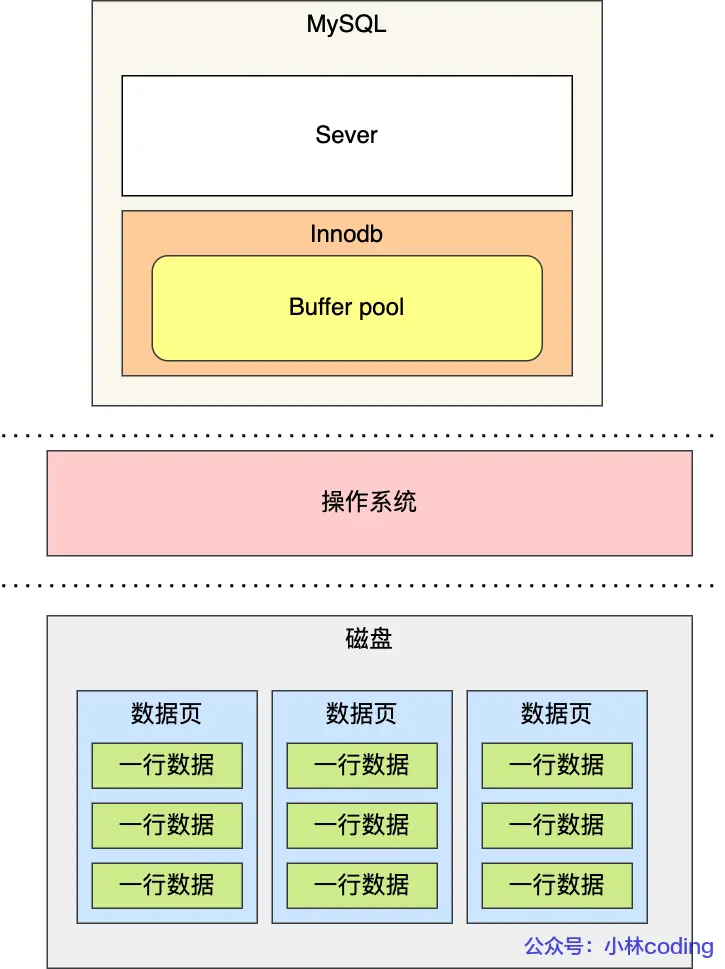 MySQL
Sever
Innodb
Buffer pool
操作系统
磁盘
数据页 数据页 数据页
一行数据 一行数据 一行数据
一行数据 一行数据 一行数据
一行数据 一行数据 一行数据
公众号：小林coding